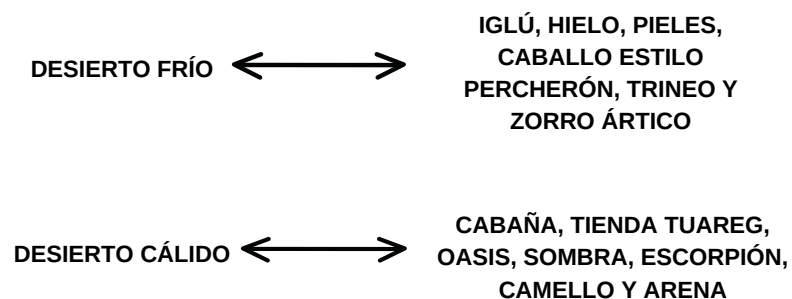 DESIERTO FRÍO
IGLÚ, HIELO, PIELES,
CABALLO ESTILO
PERCHERÓN, TRINEO Y
ZORRO ÁRTICO
DESIERTO CÁLIDO
CABAÑA, TIENDA TUAREG,
OASIS, SOMBRA, ESCORPIÓN,
CAMELLO Y ARENA